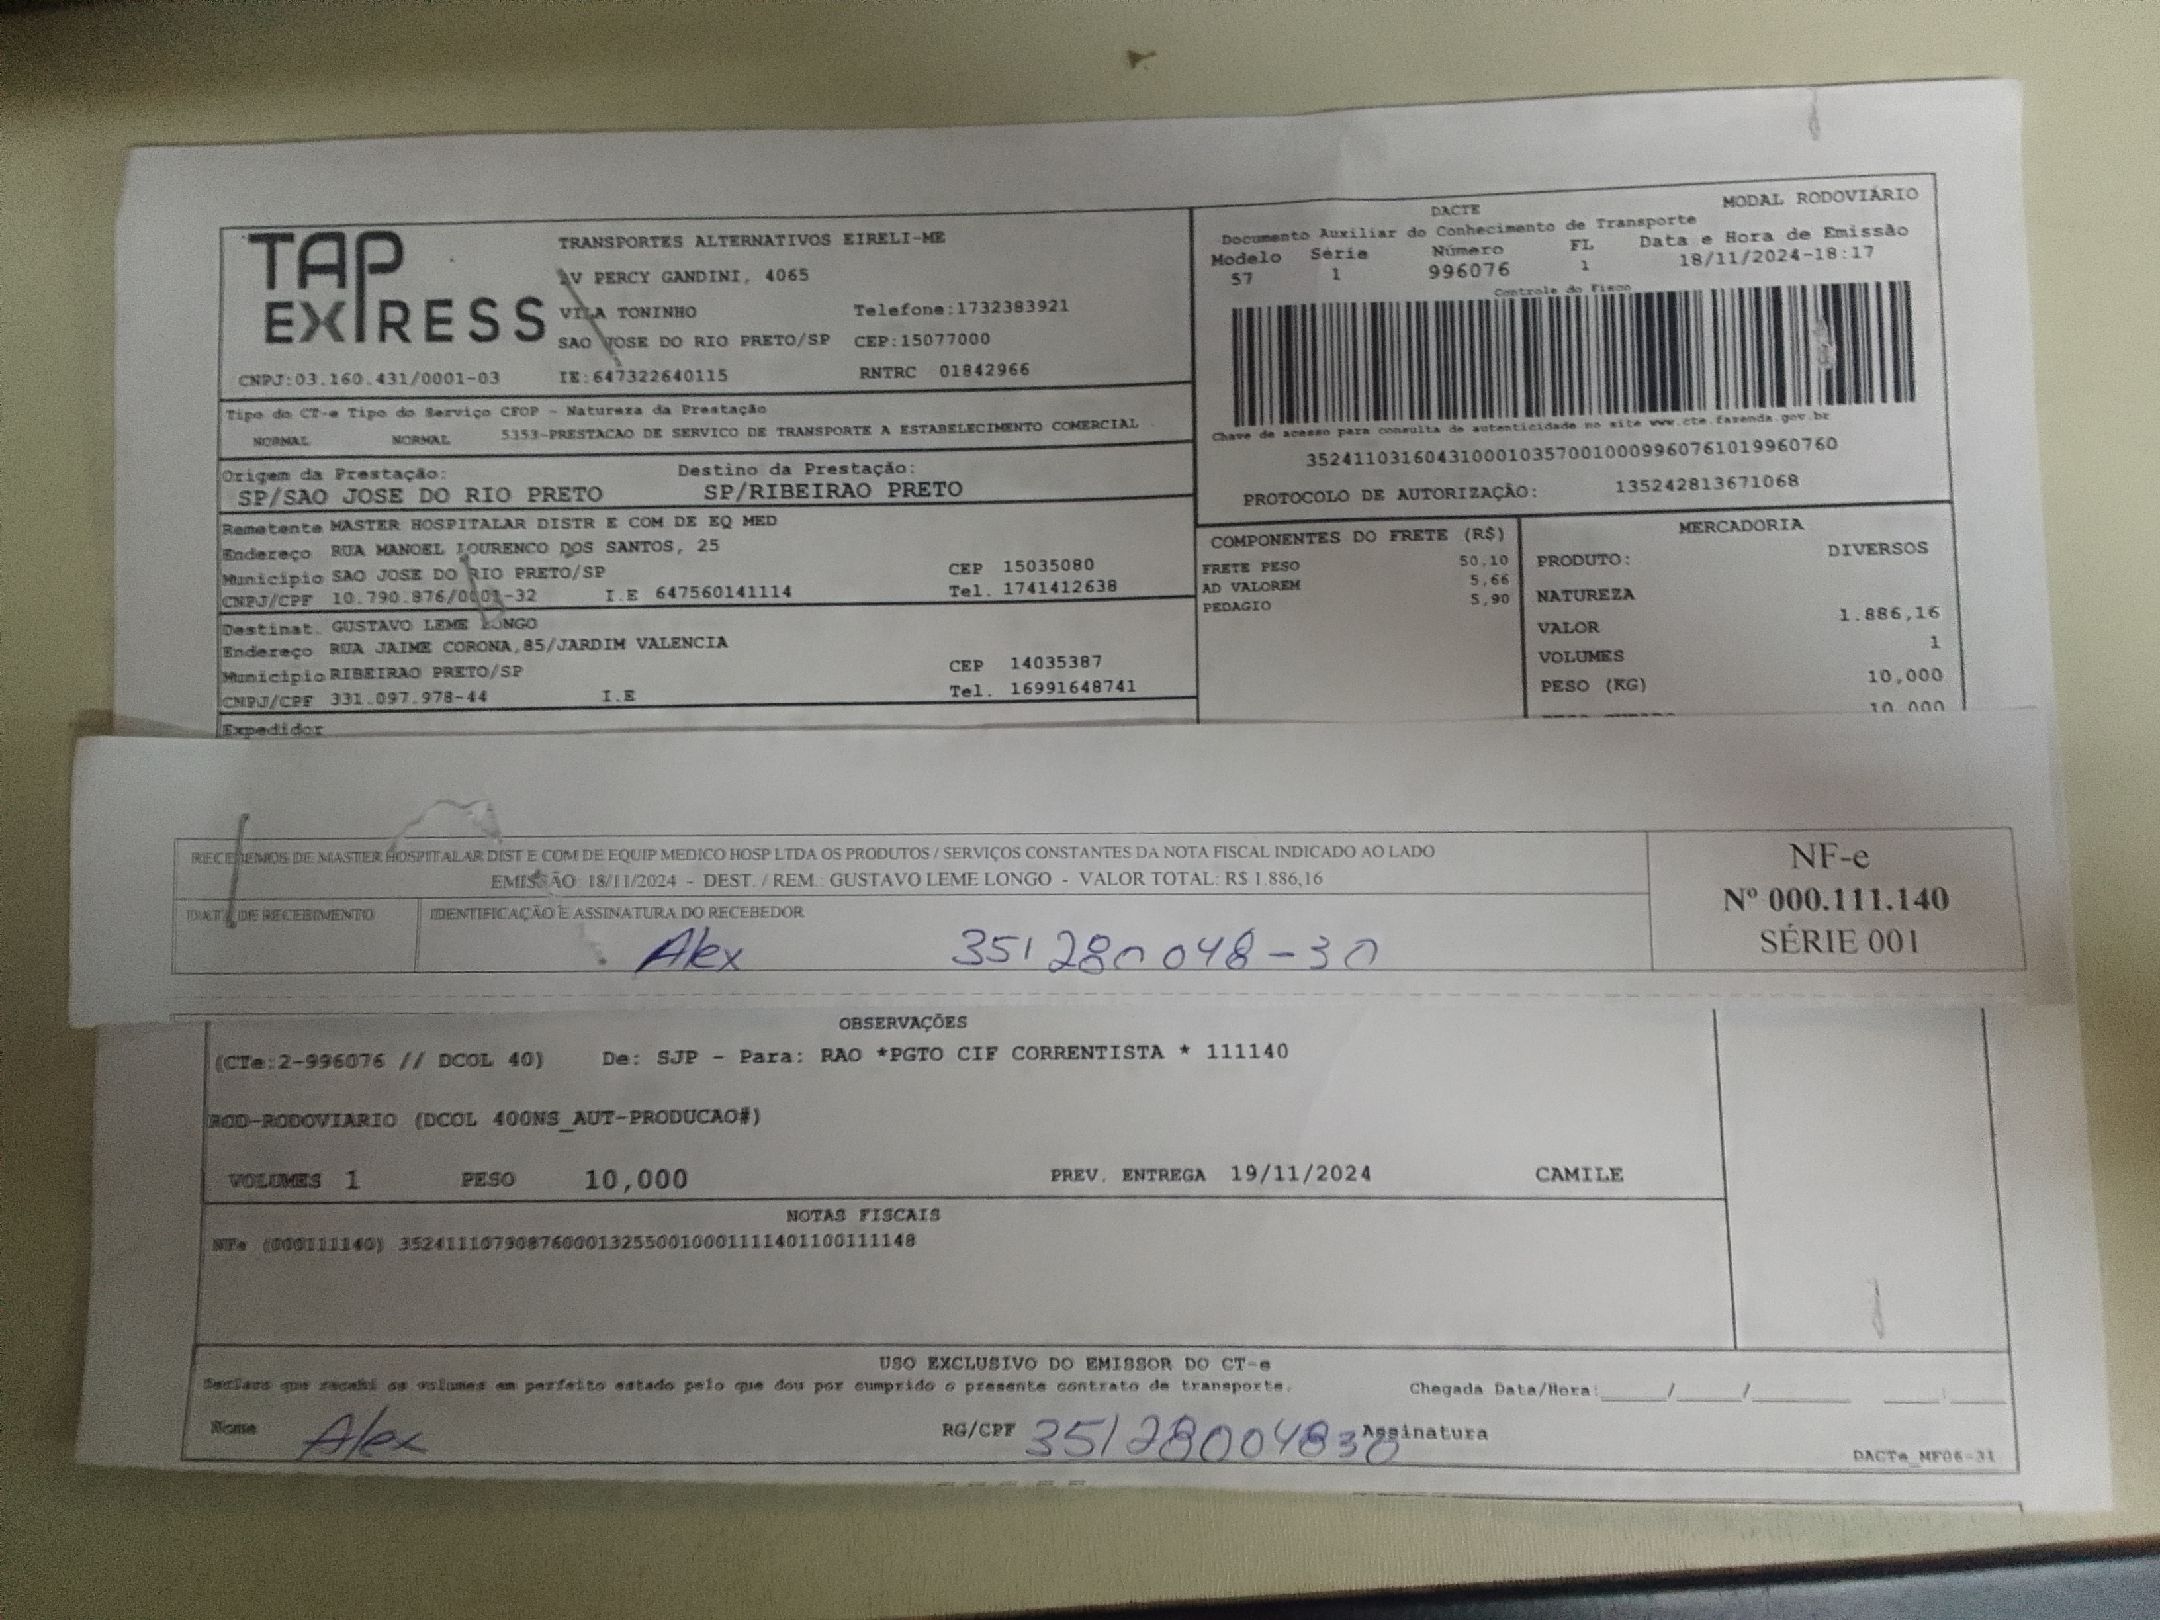 TAP
EXPRESS
TRANSPORTES ALTERNATIVOS EIRELI-ME
AV PERCY GANDINI, 4065
VILA TONINHO Telefone:1732383921
SAO JOSE DO RIO PRETO/SP CEP:15077000
CNPJ:03.160.431/0001-03 IE:647322640115 RNTRC 01842966
DACTE MODAL RODOVIÁRIO
Documento Auxiliar do Conhecimento de Transporte
Modelo Série Número FL Data e Hora de Emissão
57 1 996076 1 18/11/2024-18:17
Controle do Fisco
Chave de acesso para consulta de autenticidade no site www.cte.fazenda.gov.br
35241103160431000103570010009960761019960760
PROTOCOLO DE AUTORIZAÇÃO: 135242813671068
Tipo do CT-e Tipo do Serviço CFOP - Natureza da Prestação
NORMAL NORMAL 5353-PRESTACAO DE SERVICO DE TRANSPORTE A ESTABELECIMENTO COMERCIAL
Origem da Prestação: Destino da Prestação:
SP/SAO JOSE DO RIO PRETO SP/RIBEIRAO PRETO
Remetente MASTER HOSPITALAR DISTR E COM DE EQ MED
Endereço RUA MANOEL LOURENCO DOS SANTOS, 25
Município SAO JOSE DO RIO PRETO/SP CEP 15035080
CNPJ/CPF 10.790.876/0001-32 I.E 647560141114 Tel. 1741412638
Destinat. GUSTAVO LEME LONGO
Endereço RUA JAIME CORONA,85/JARDIM VALENCIA
Município RIBEIRAO PRETO/SP CEP 14035387
CNPJ/CPF 331.097.978-44 I.E Tel. 16991648741
Expedidor
COMPONENTES DO FRETE (R$)
FRETE PESO 50,10
AD VALOREM 5,66
PEDAGIO 5,90
MERCADORIA
PRODUTO: DIVERSOS
NATUREZA
VALOR 1.886,16
VOLUMES 1
PESO (KG) 10,000
10,000
RECEBEMOS DE MASTER HOSPITALAR DIST E COM DE EQUIP MEDICO HOSP LTDA OS PRODUTOS / SERVIÇOS CONSTANTES DA NOTA FISCAL INDICADO AO LADO
EMISSÃO: 18/11/2024 - DEST. / REM.: GUSTAVO LEME LONGO - VALOR TOTAL: R$ 1.886,16
DATA DE RECEBIMENTO IDENTIFICAÇÃO E ASSINATURA DO RECEBEDOR
Alex 351280048-30
NF-e
Nº 000.111.140
SÉRIE 001
OBSERVAÇÕES
(CTe:2-996076 // DCOL 40) De: SJP - Para: RAO *PGTO CIF CORRENTISTA * 111140
ROD-RODOVIARIO (DCOL 400NS_AUT-PRODUCAO#)
VOLUMES 1 PESO 10,000 PREV. ENTREGA 19/11/2024 CAMILE
NOTAS FISCAIS
NFe (000111140) 35241110790876000132550010001111401100111148
USO EXCLUSIVO DO EMISSOR DO CT-e
Declaro que recebi os volumes em perfeito estado pelo que dou por cumprido o presente contrato de transporte. Chegada Data/Hora:_____/_____/_______ ____:____
Nome Alex RG/CPF 35128004830 Assinatura
DACTe_MF06-31